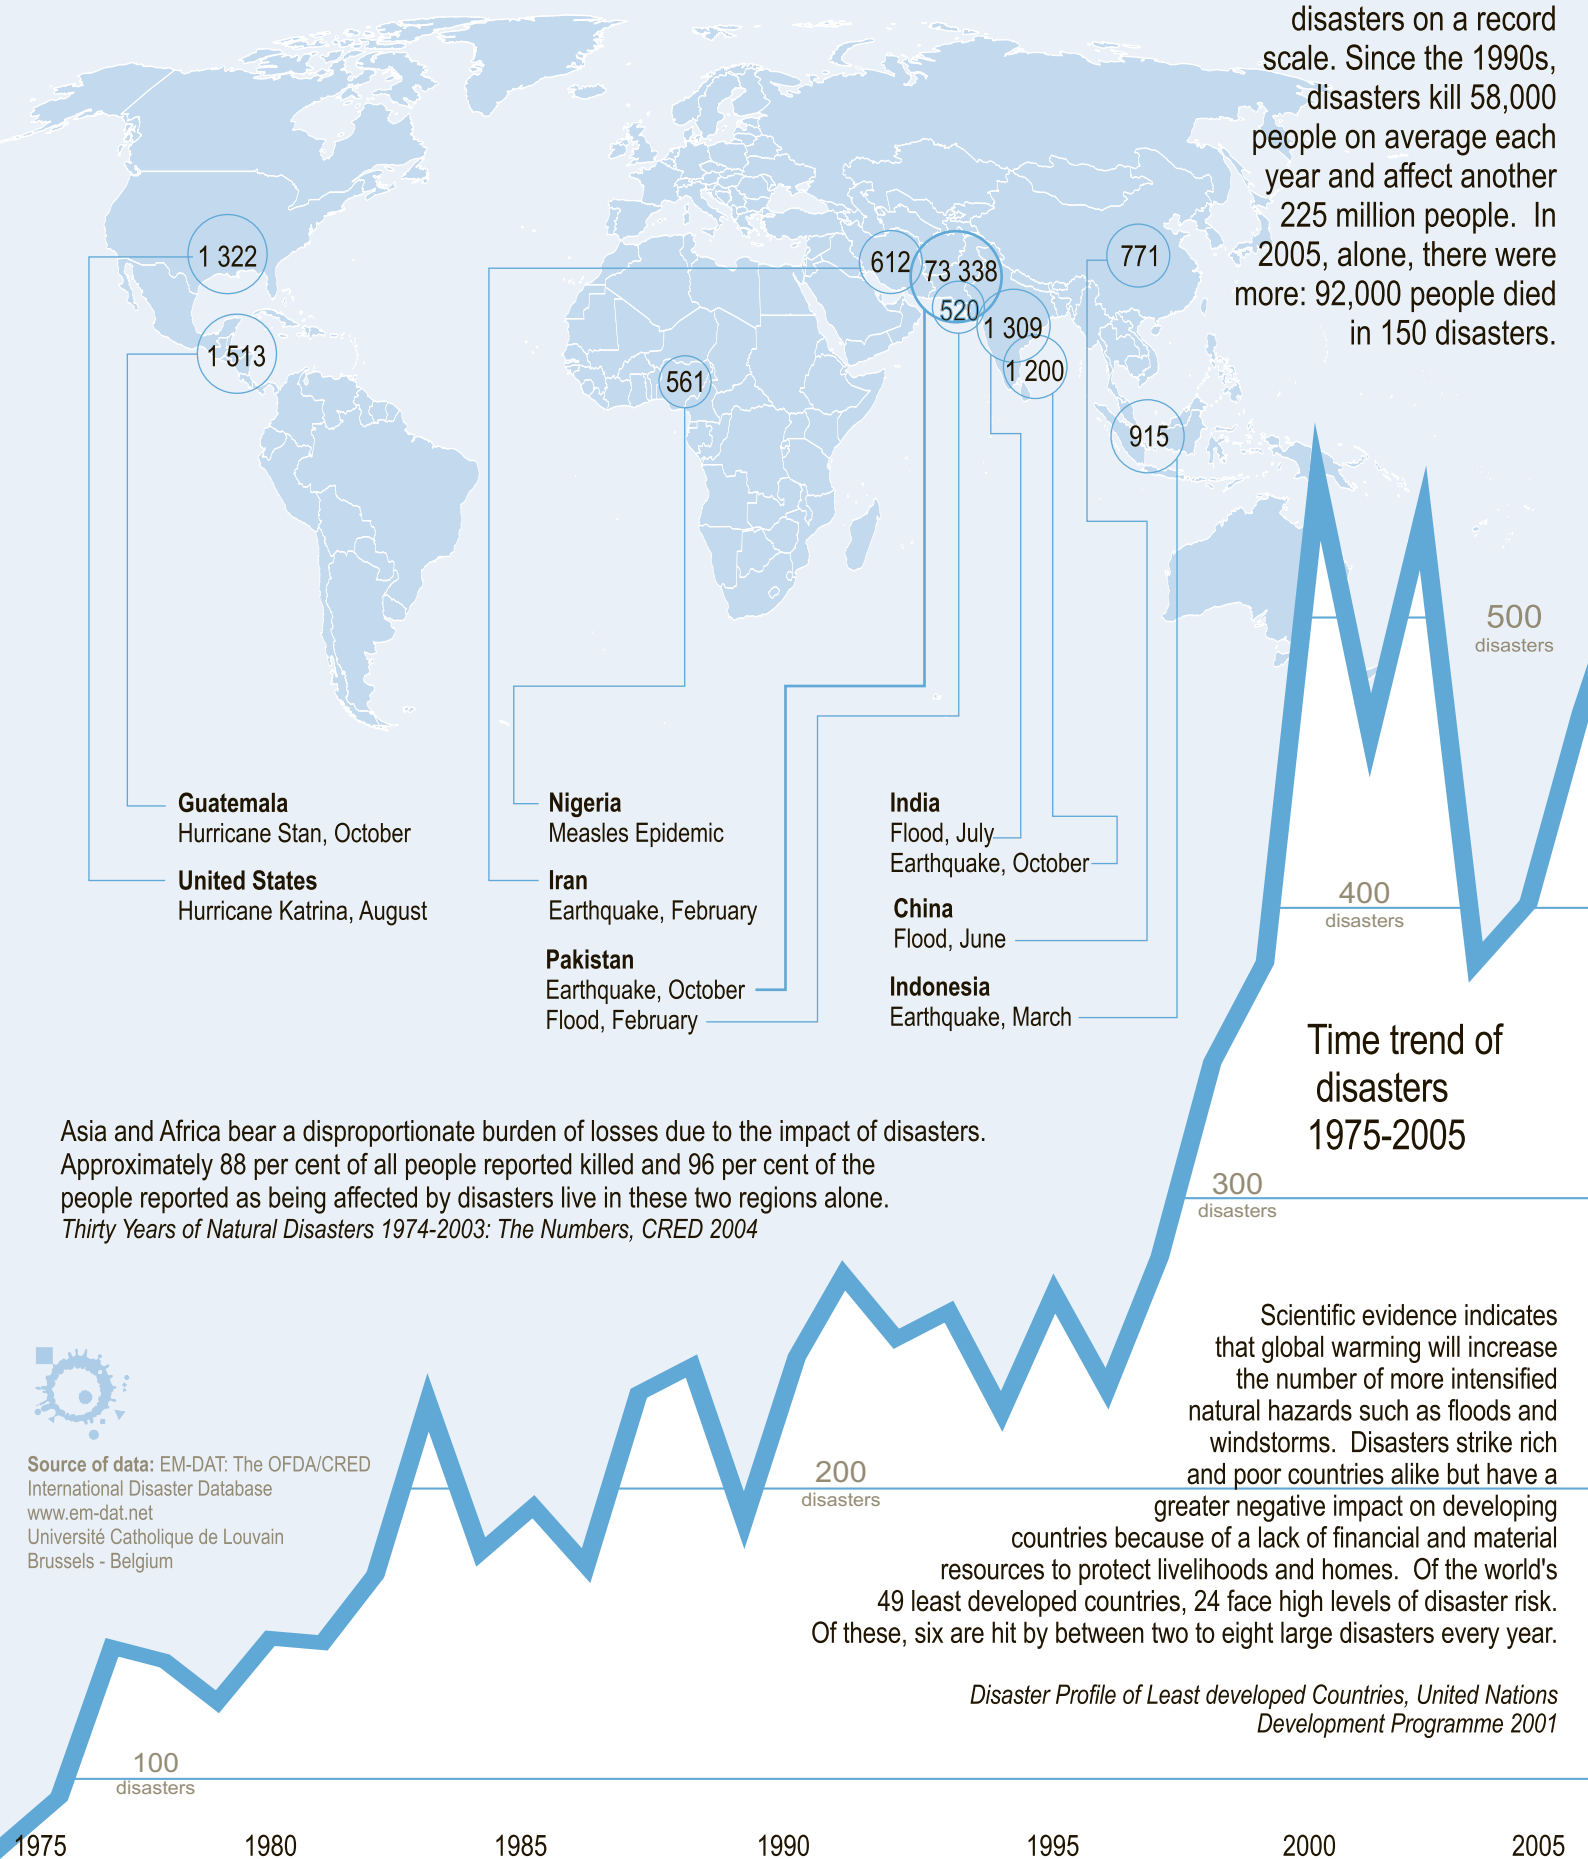 disasters on a record
scale. Since the 1990s,
disasters kill 58,000
people on average each
year and affect another
225 million people. In
2005, alone, there were
more: 92,000 people died
in 150 disasters.
1 322
1 513
561
612
73 338
520
1 309
1 200
771
915
500
disasters
400
disasters
Guatemala
Hurricane Stan, October
United States
Hurricane Katrina, August
Nigeria
Measles Epidemic
Iran
Earthquake, February
Pakistan
Earthquake, October
Flood, February
India
Flood, July
Earthquake, October
China
Flood, June
Indonesia
Earthquake, March
Time trend of
disasters
1975-2005
300
disasters
Asia and Africa bear a disproportionate burden of losses due to the impact of disasters.
Approximately 88 per cent of all people reported killed and 96 per cent of the
people reported as being affected by disasters live in these two regions alone.
Thirty Years of Natural Disasters 1974-2003: The Numbers, CRED 2004
Scientific evidence indicates
that global warming will increase
the number of more intensified
natural hazards such as floods and
windstorms. Disasters strike rich
and poor countries alike but have a
greater negative impact on developing
countries because of a lack of financial and material
resources to protect livelihoods and homes. Of the world's
49 least developed countries, 24 face high levels of disaster risk.
Of these, six are hit by between two to eight large disasters every year.
Disaster Profile of Least developed Countries, United Nations
Development Programme 2001
200
disasters
Source of data: EM-DAT: The OFDA/CRED
International Disaster Database
www.em-dat.net
Université Catholique de Louvain
Brussels - Belgium
100
disasters
1975
1980
1985
1990
1995
2000
2005